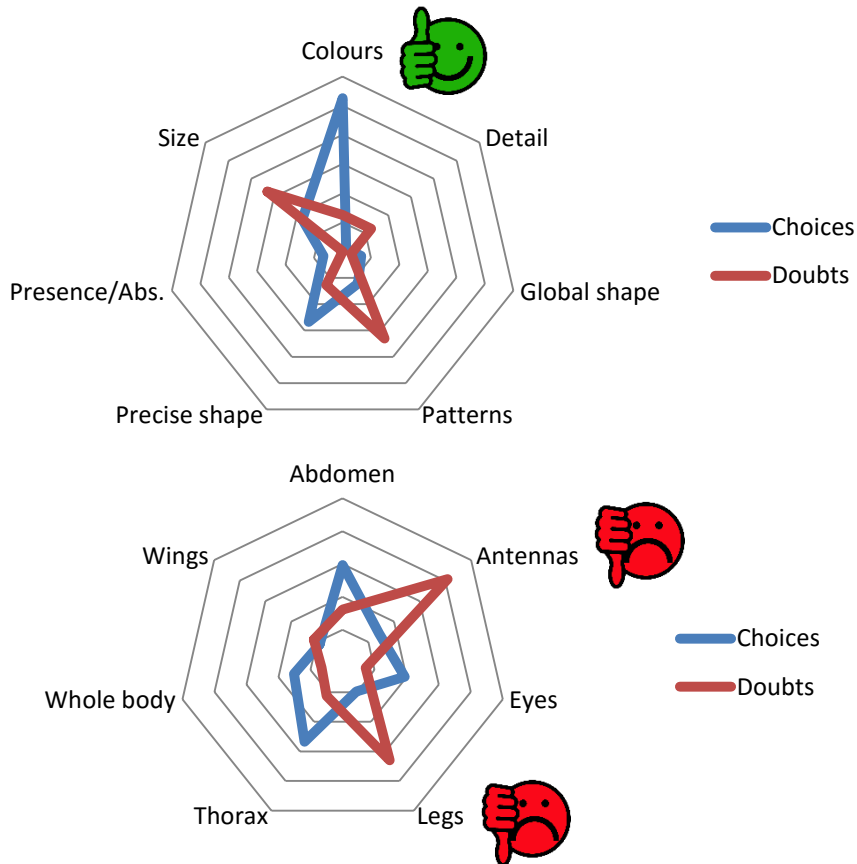 Colours
Size
Detail
Choices
Doubts
Presence/Abs.
Global shape
Precise shape
Patterns
Abdomen
Wings
Antennas
Choices
Doubts
Whole body
Eyes
Thorax
Legs